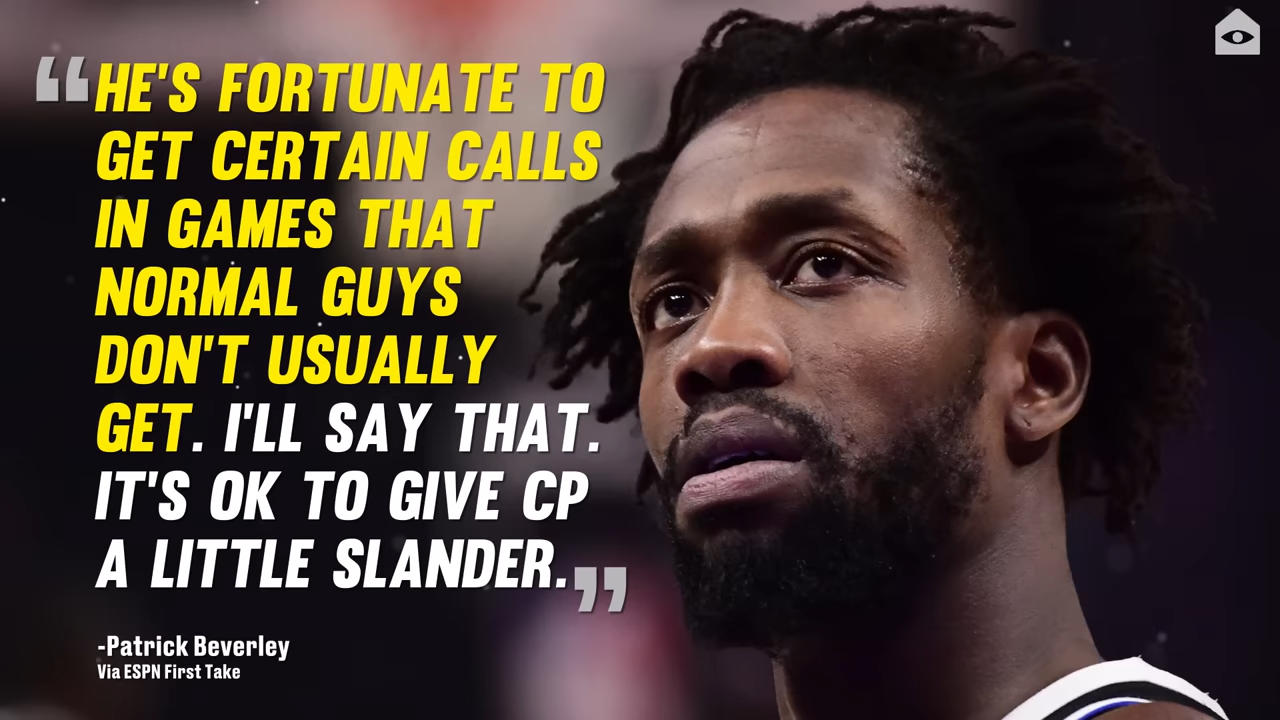 “HE'S FORTUNATE TO
GET CERTAIN CALLS
IN GAMES THAT
NORMAL GUYS
DON'T USUALLY
GET. I'LL SAY THAT.
IT'S OK TO GIVE CP
A LITTLE SLANDER.”
-Patrick Beverley
Via ESPN First Take